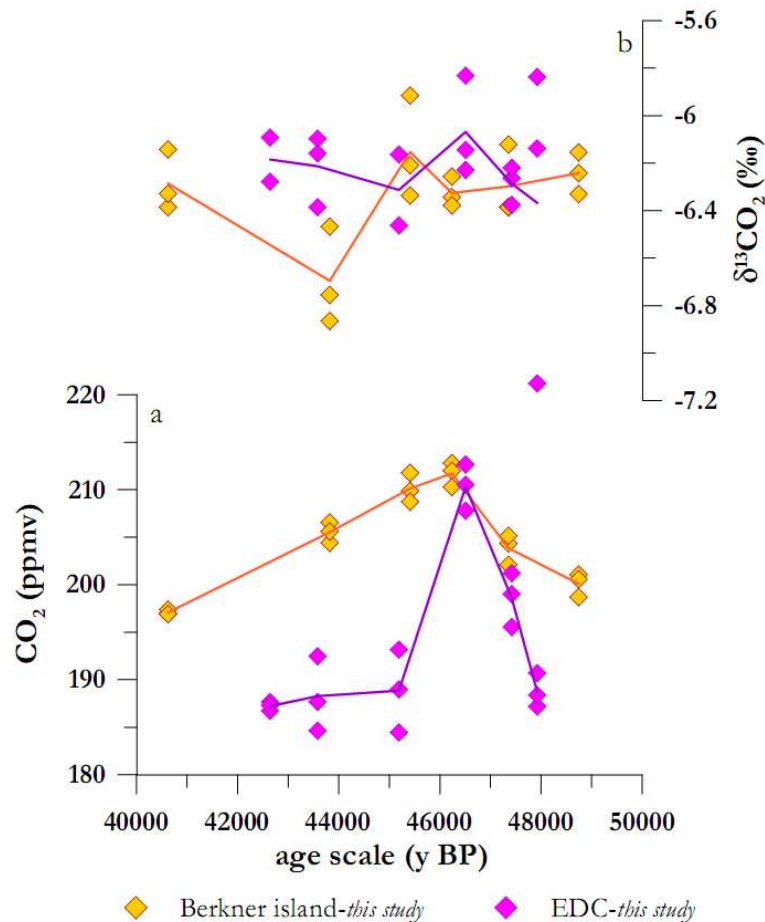 b
-5.6
-6
-6.4
-6.8
-7.2
δ¹³CO₂ (‰)
a
220
210
200
190
180
CO₂ (ppmv)
40000 42000 44000 46000 48000 50000
age scale (y BP)
Berkner island-this study EDC-this study